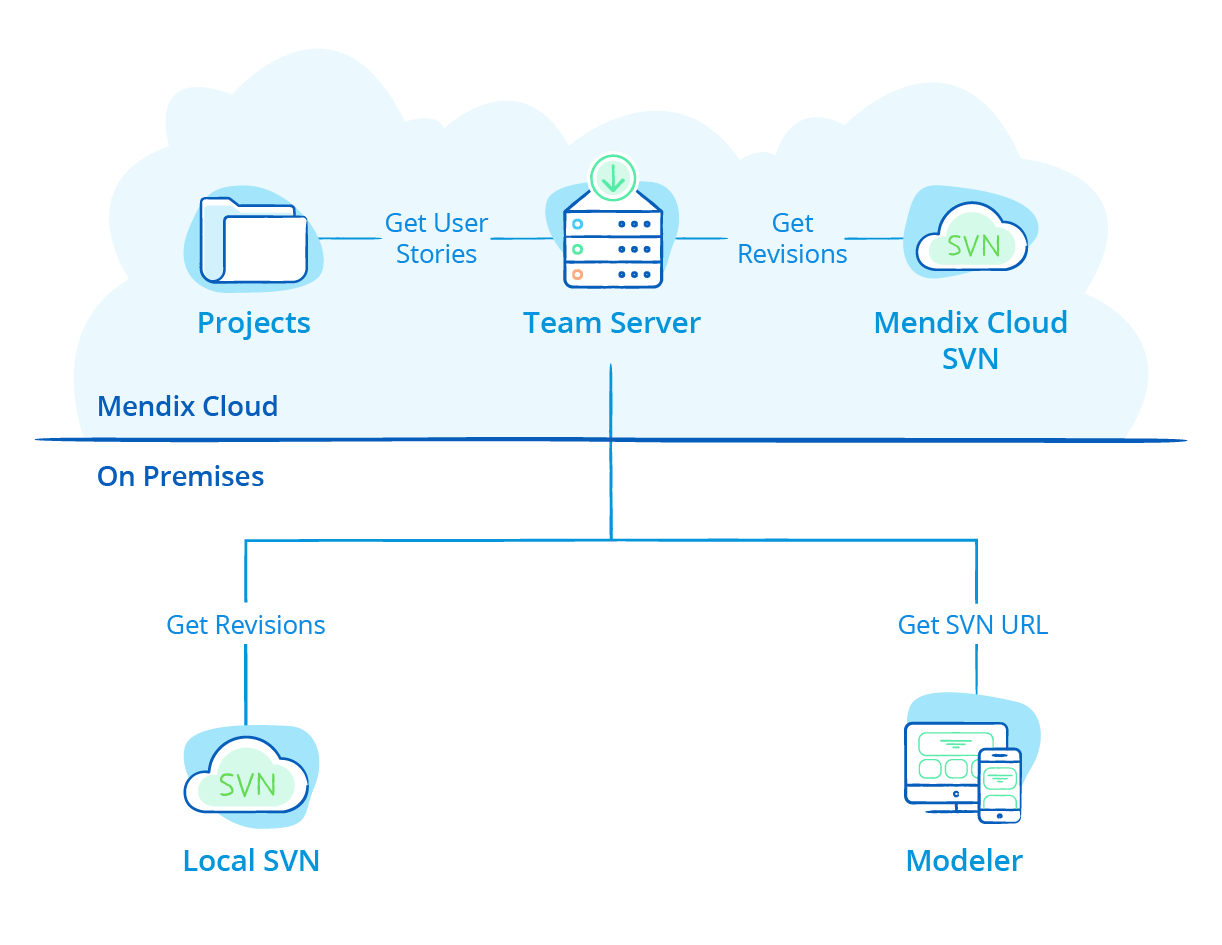 Get User
Stories
Get
Revisions
SVN
Projects
Team Server
Mendix Cloud
SVN
Mendix Cloud
On Premises
Get Revisions
Get SVN URL
SVN
Local SVN
Modeler